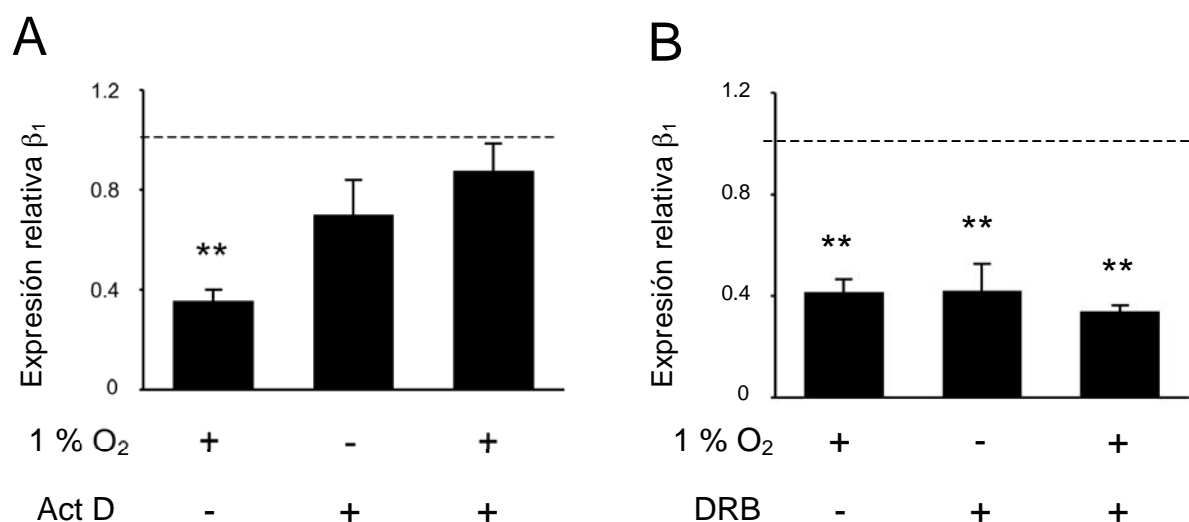 A
Expresión relativa β₁
1.2
0.8
0.4
0
**
1 % O₂ + - +
Act D - + +
B
Expresión relativa β₁
1.2
0.8
0.4
0
** ** **
1 % O₂ + - +
DRB - + +